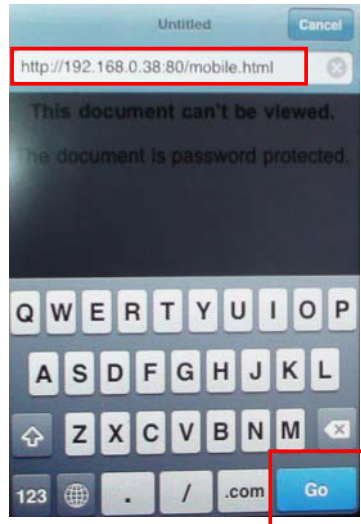 Untitled
Cancel
http://192.168.0.38:80/mobile.html
This document can't be viewed.
The document is password protected.
Q W E R T Y U I O P
A S D F G H J K L
Z X C V B N M
123 . / .com Go